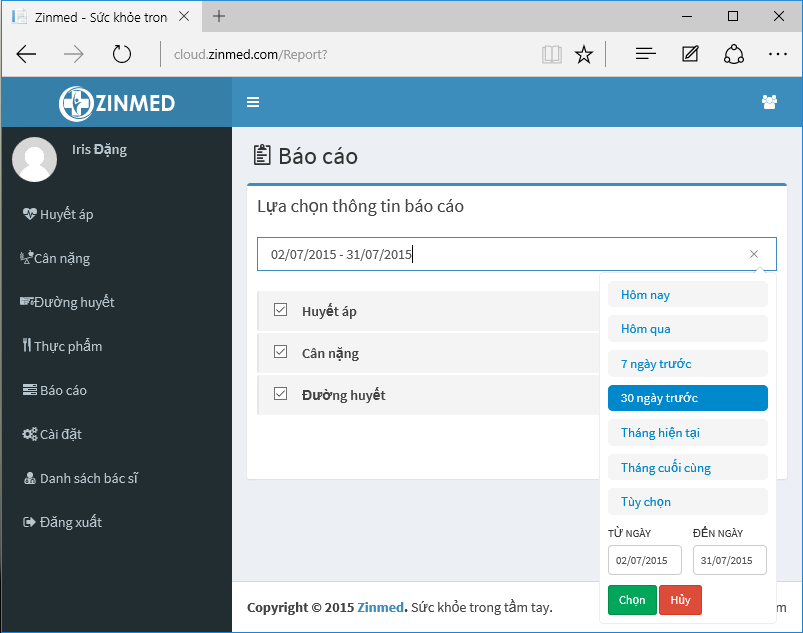 Zinmed - Sức khỏe tron
cloud.zinmed.com/Report?
ZINMED
Iris Đặng
Huyết áp
Cân nặng
Đường huyết
Thực phẩm
Báo cáo
Cài đặt
Danh sách bác sĩ
Đăng xuất
Báo cáo
Lựa chọn thông tin báo cáo
02/07/2015 - 31/07/2015
Huyết áp
Cân nặng
Đường huyết
Hôm nay
Hôm qua
7 ngày trước
30 ngày trước
Tháng hiện tại
Tháng cuối cùng
Tùy chọn
TỪ NGÀY ĐẾN NGÀY
02/07/2015 31/07/2015
Chọn Hủy
Copyright © 2015 Zinmed. Sức khỏe trong tầm tay.